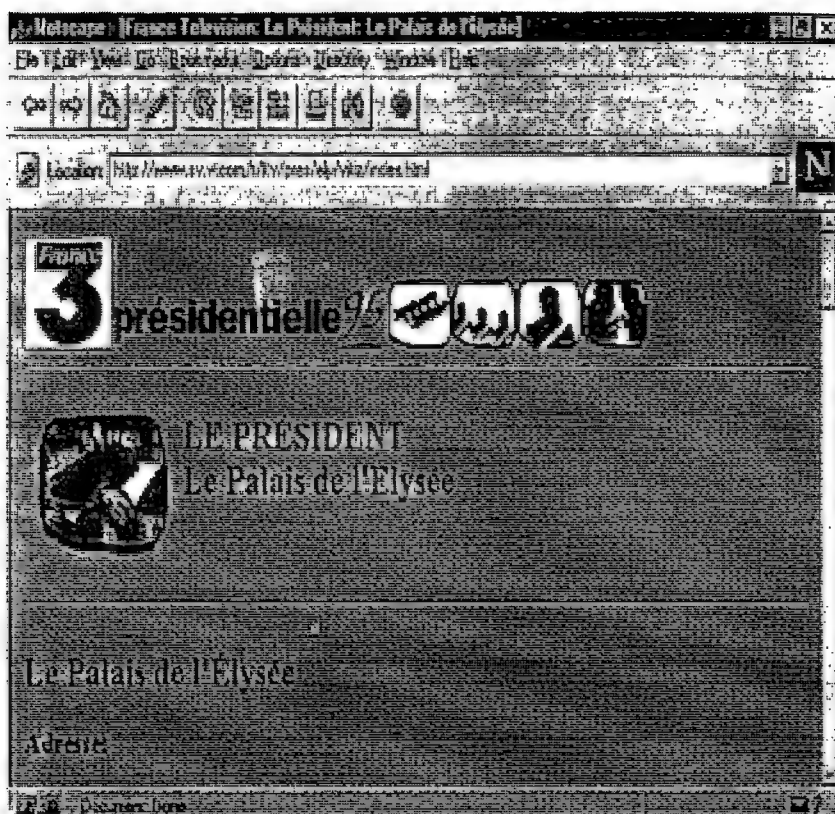 Netscape - [France Television: Le Président: Le Palais de l'Elysée]
File Edit View Go Bookmarks Options Directory Window Help
Location:
N
France
3
présidentielle 95
LE PRÉSIDENT
Le Palais de l'Elysée
Le Palais de l'Élysée
Adresse:
Document: Done